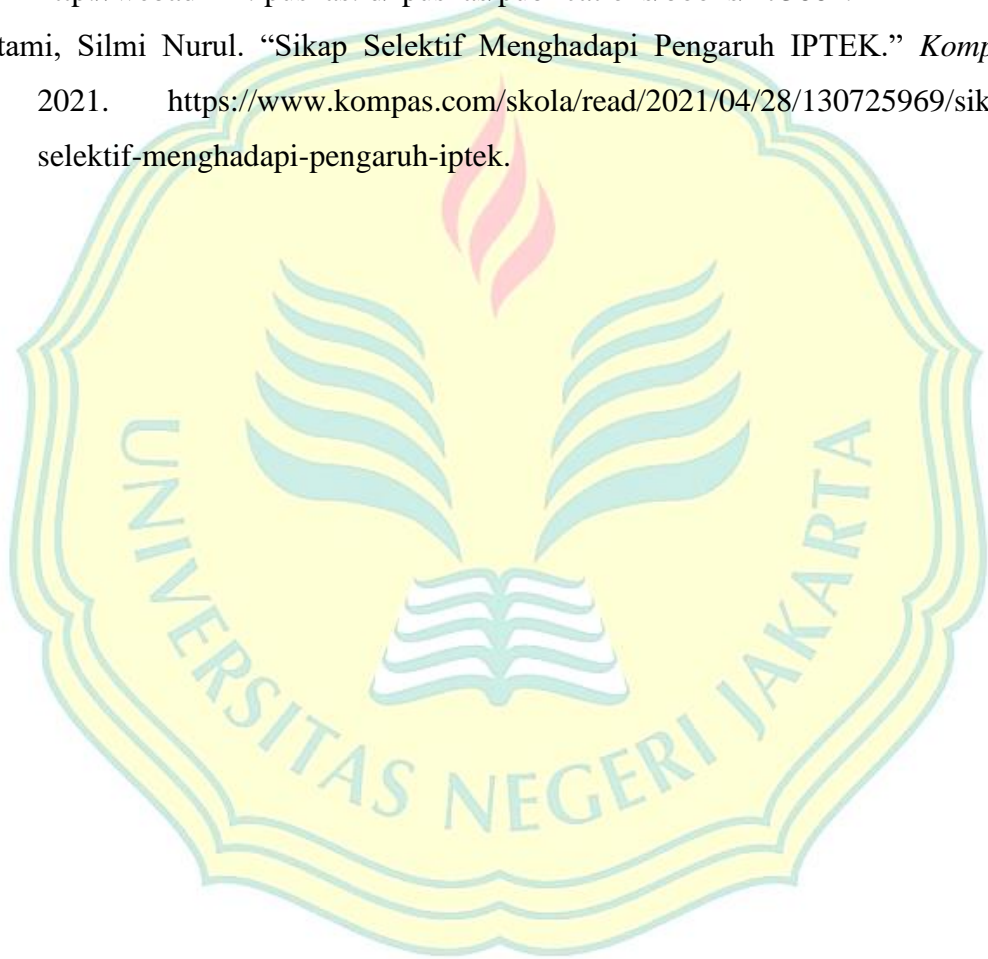 tami, Silmi Nurul. “Sikap Selektif Menghadapi Pengaruh IPTEK.” Komp
2021. https://www.kompas.com/skola/read/2021/04/28/130725969/sik
selektif-menghadapi-pengaruh-iptek.
UNIVERSITAS NEGERI JAKARTA